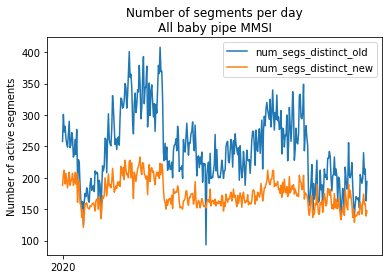 Number of segments per day
All baby pipe MMSI
num_segs_distinct_old
num_segs_distinct_new
Number of active segments
400
350
300
250
200
150
100
2020